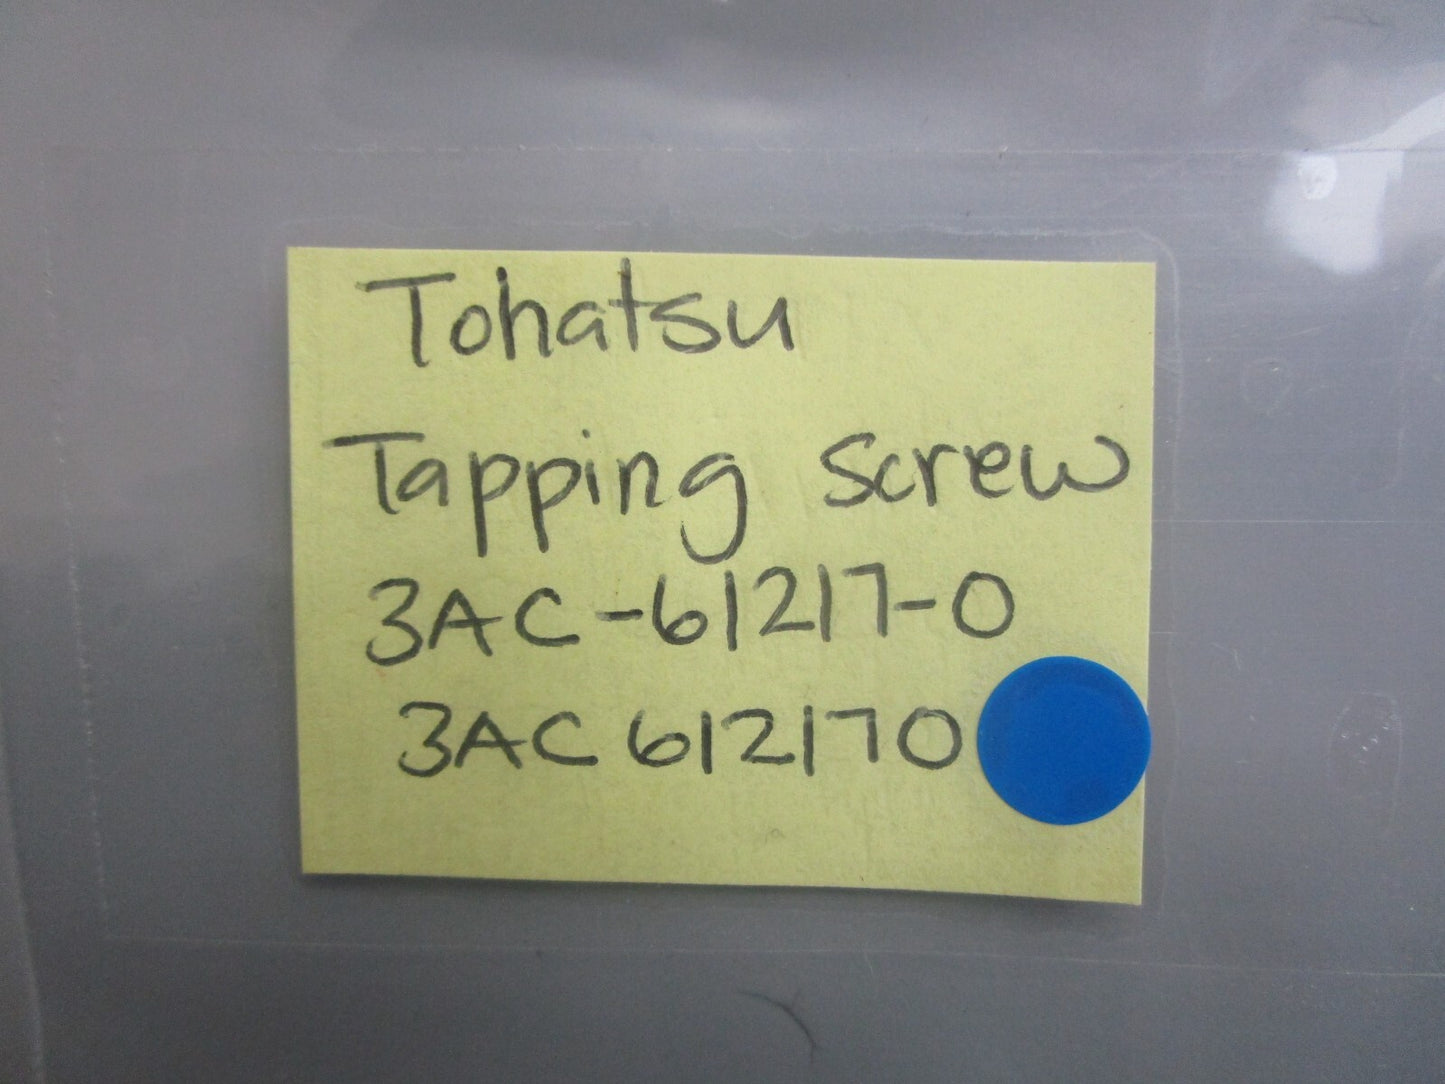 Tohatsu
Tapping screw
3AC-61217-0
3AC612170